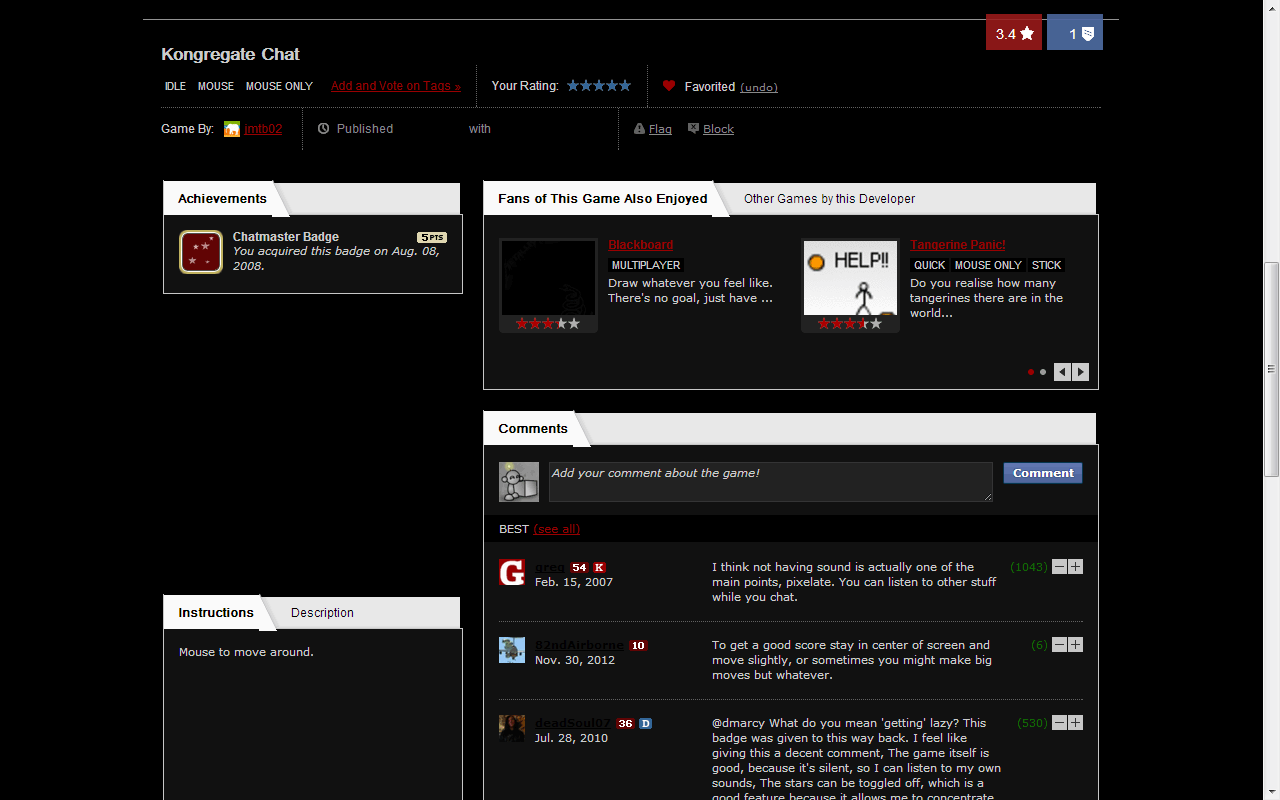 3.4 1
Kongregate Chat
IDLE MOUSE MOUSE ONLY Add and Vote on Tags » Your Rating: Favorited (undo)
Game By: jmtb02 Published with Flag Block
Achievements
Chatmaster Badge 5 PTS
You acquired this badge on Aug. 08,
2008.
Fans of This Game Also Enjoyed Other Games by this Developer
Blackboard
MULTIPLAYER
Draw whatever you feel like.
There's no goal, just have ...
HELP!!
Tangerine Panic!
QUICK MOUSE ONLY STICK
Do you realise how many
tangerines there are in the
world...
Comments
Add your comment about the game!
Comment
BEST (see all)
G
greg 54 K
Feb. 15, 2007
I think not having sound is actually one of the
main points, pixelate. You can listen to other stuff
while you chat.
(1043)
82ndAirborne 10
Nov. 30, 2012
To get a good score stay in center of screen and
move slightly, or sometimes you might make big
moves but whatever.
(6)
deadSoul07 36 D
Jul. 28, 2010
@dmarcy What do you mean 'getting' lazy? This
badge was given to this way back. I feel like
giving this a decent comment, The game itself is
good, because it's silent, so I can listen to my own
sounds, The stars can be toggled off, which is a
good feature because it allows me to concentrate
(530)
Instructions Description
Mouse to move around.